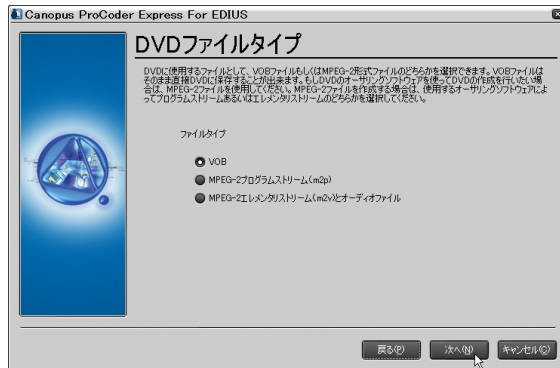 Canopus ProCoder Express For EDIUS
DVDファイルタイプ
DVDに使用するファイルとして、VOBファイルもしくはMPEG-2形式ファイルのどちらかを選択できます。VOBファイルは
そのまま直接DVDに保存することが出来ます。もしDVDのオーサリングソフトウェアを使ってDVDの作成を行いたい場
合は、MPEG-2ファイルを使用してください。MPEG-2ファイルを作成する場合は、使用するオーサリングソフトウェアによ
ってプログラムストリームあるいはエレメンタリストリームのどちらかを選択してください。
ファイルタイプ
VOB
MPEG-2プログラムストリーム(m2p)
MPEG-2エレメンタリストリーム(m2v)とオーディオファイル
戻る(P) 次へ(N) キャンセル(C)